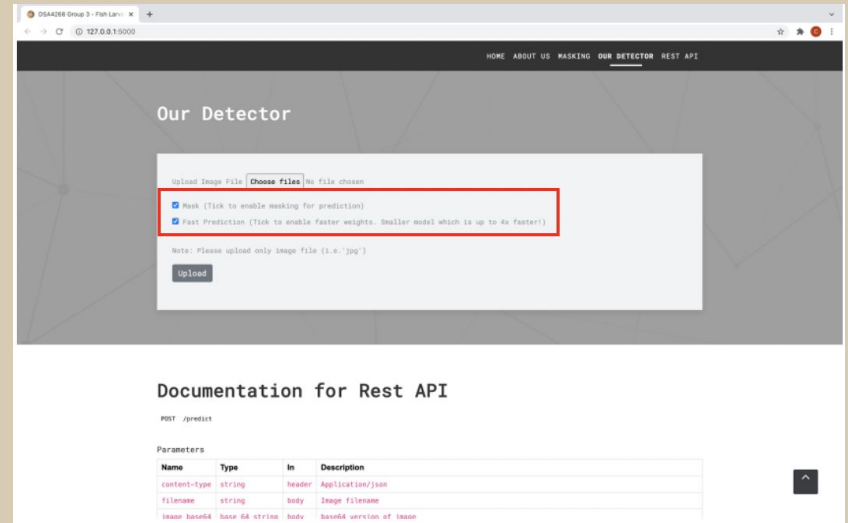 DSA4266 Group 3 - Fish Larv
127.0.0.1:5000
HOME ABOUT US MASKING OUR DETECTOR REST API
Our Detector
Upload Image File Choose files No file chosen
Mask (Tick to enable masking for prediction)
Fast Prediction (Tick to enable faster weights. Smaller model which is up to 4x faster!)
Note: Please upload only image file (i.e.'jpg')
Upload
Documentation for Rest API
POST /predict
Parameters
Name Type In Description
content-type string header Application/json
filename string body Image filename
image_base64 base 64 string body base64 version of image